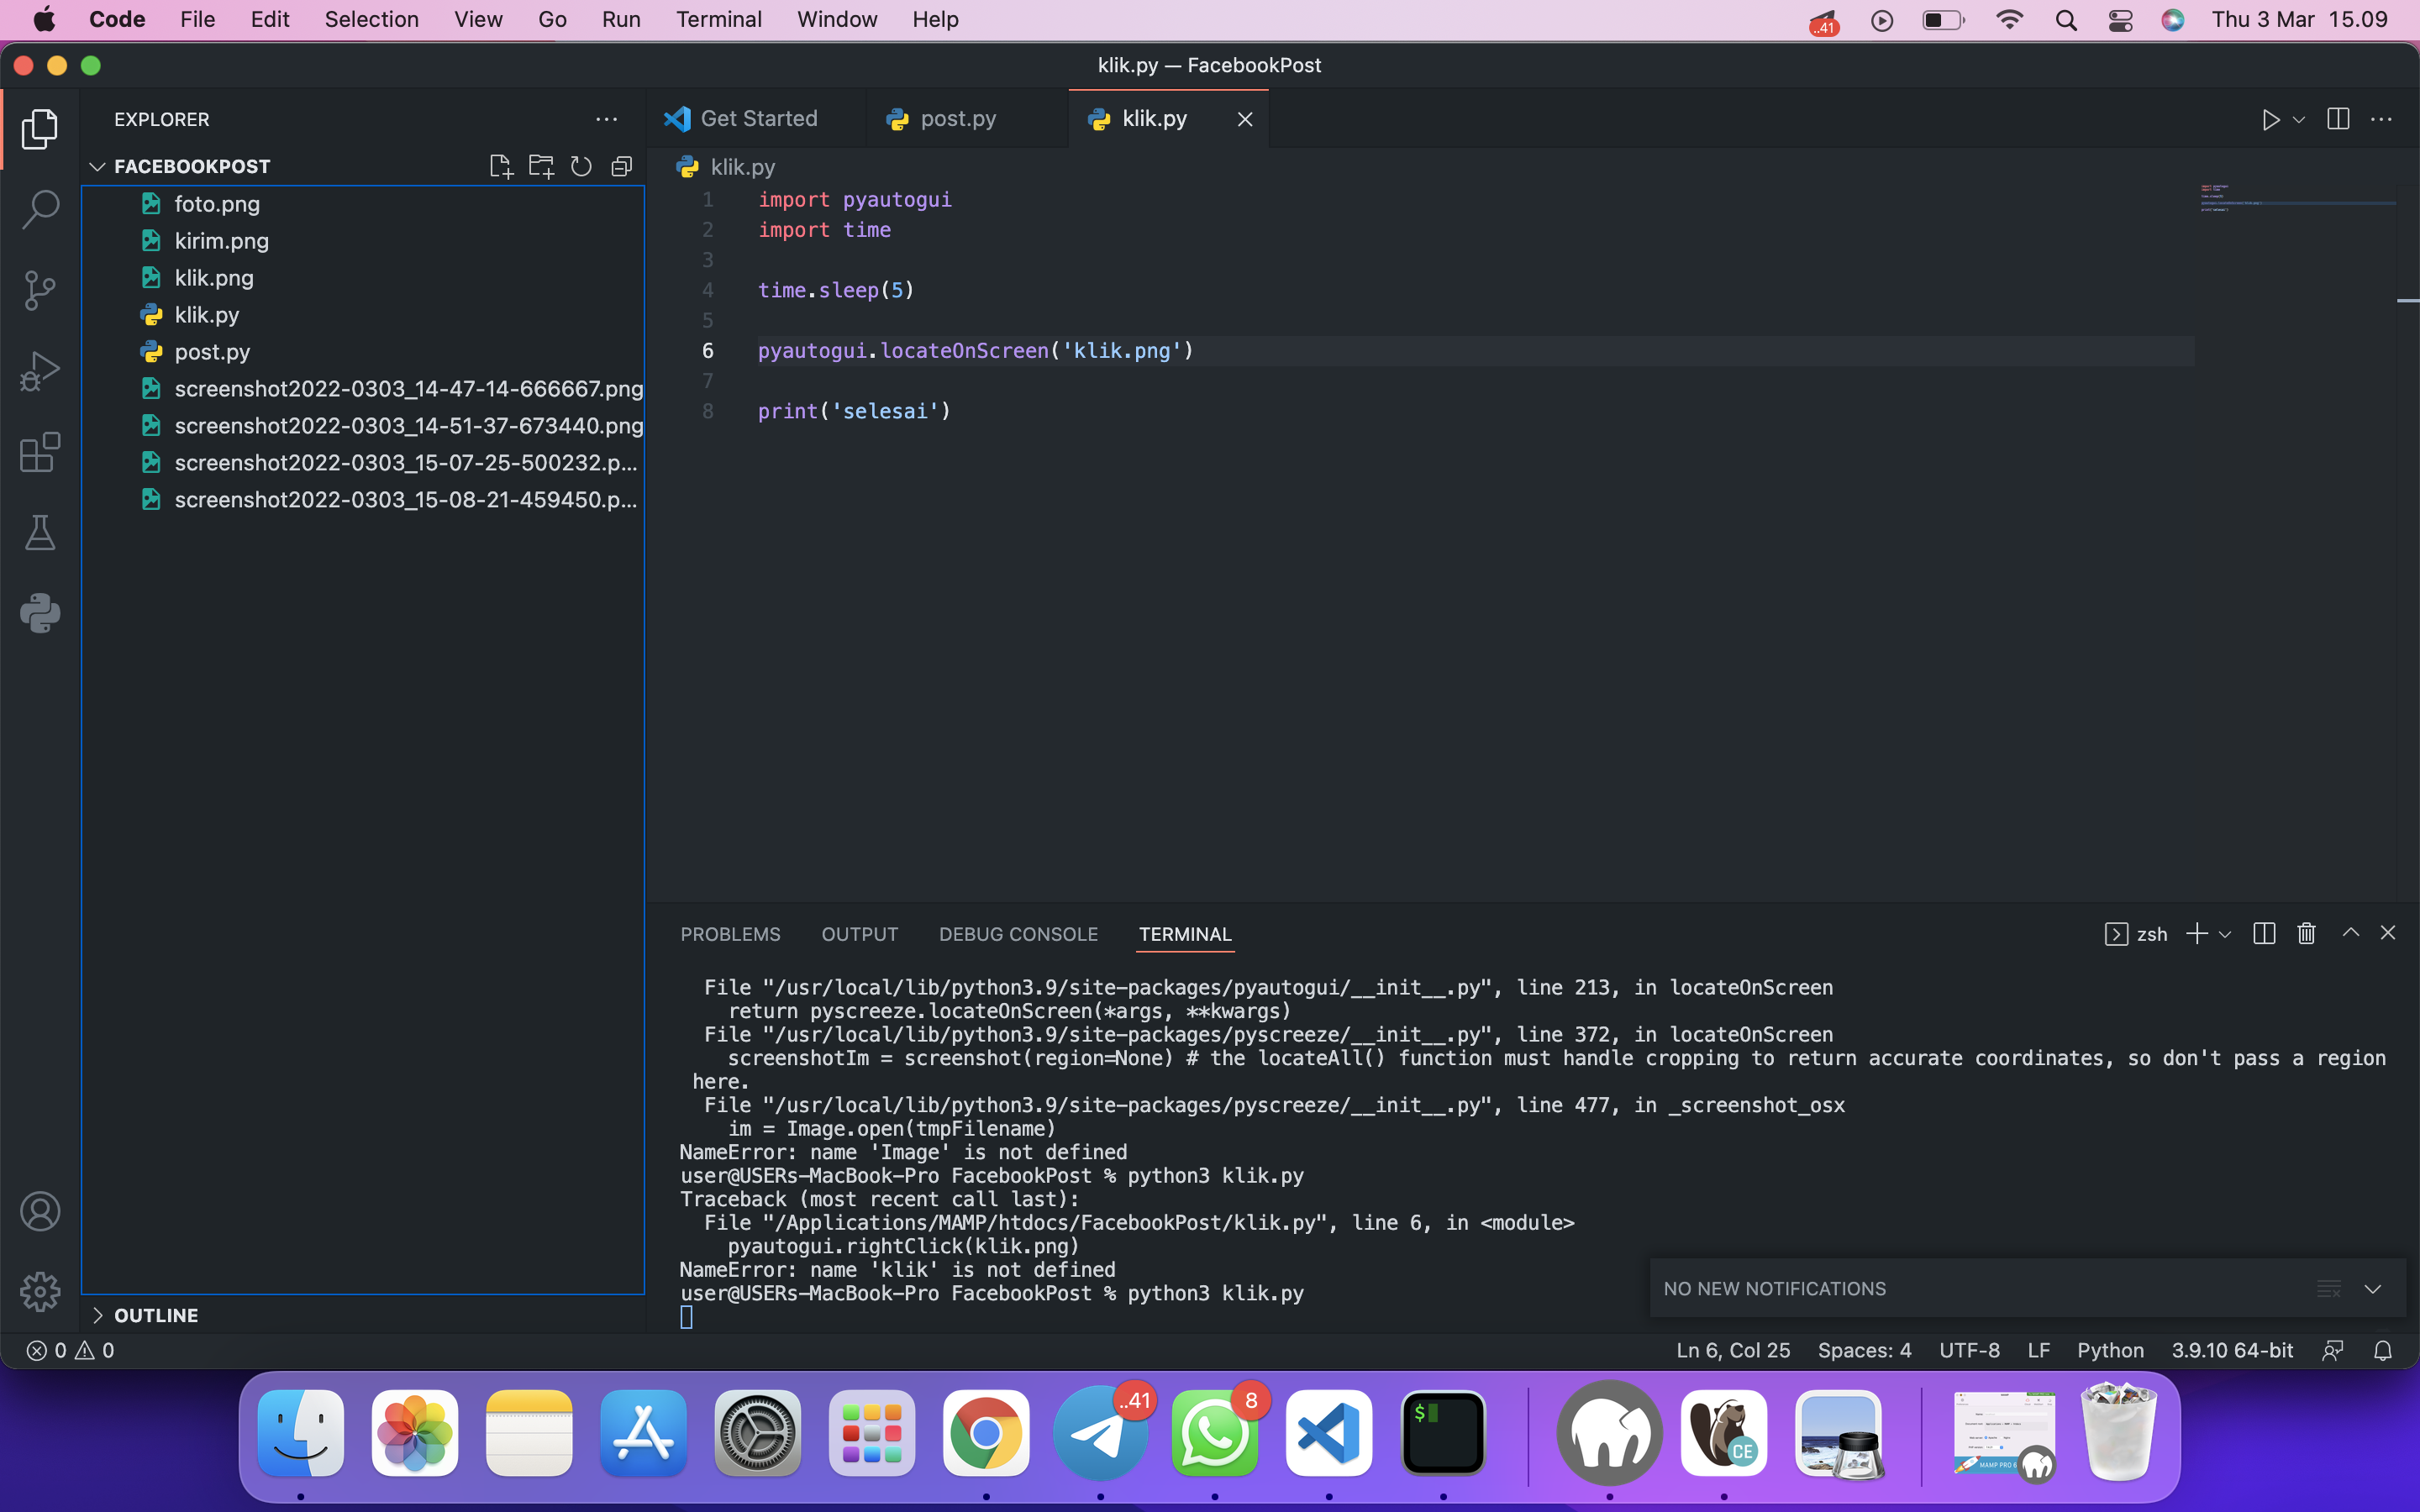 Code File Edit Selection View Go Run Terminal Window Help ..41 Thu 3 Mar 15.09
klik.py — FacebookPost
EXPLORER
FACEBOOKPOST
foto.png
kirim.png
klik.png
klik.py
post.py
screenshot2022-0303_14-47-14-666667.png
screenshot2022-0303_14-51-37-673440.png
screenshot2022-0303_15-07-25-500232.p...
screenshot2022-0303_15-08-21-459450.p...
OUTLINE
Get Started post.py klik.py
klik.py
1 import pyautogui
2 import time
3
4 time.sleep(5)
5
6 pyautogui.locateOnScreen('klik.png')
7
8 print('selesai')
PROBLEMS OUTPUT DEBUG CONSOLE TERMINAL zsh
File "/usr/local/lib/python3.9/site-packages/pyautogui/__init__.py", line 213, in locateOnScreen
return pyscreeze.locateOnScreen(*args, **kwargs)
File "/usr/local/lib/python3.9/site-packages/pyscreeze/__init__.py", line 372, in locateOnScreen
screenshotIm = screenshot(region=None) # the locateAll() function must handle cropping to return accurate coordinates, so don't pass a region
here.
File "/usr/local/lib/python3.9/site-packages/pyscreeze/__init__.py", line 477, in _screenshot_osx
im = Image.open(tmpFilename)
NameError: name 'Image' is not defined
user@USERs-MacBook-Pro FacebookPost % python3 klik.py
Traceback (most recent call last):
File "/Applications/MAMP/htdocs/FacebookPost/klik.py", line 6, in <module>
pyautogui.rightClick(klik.png)
NameError: name 'klik' is not defined
user@USERs-MacBook-Pro FacebookPost % python3 klik.py
NO NEW NOTIFICATIONS
0 0 Ln 6, Col 25 Spaces: 4 UTF-8 LF Python 3.9.10 64-bit
..41 8 $ CE
MAMP PRO 6